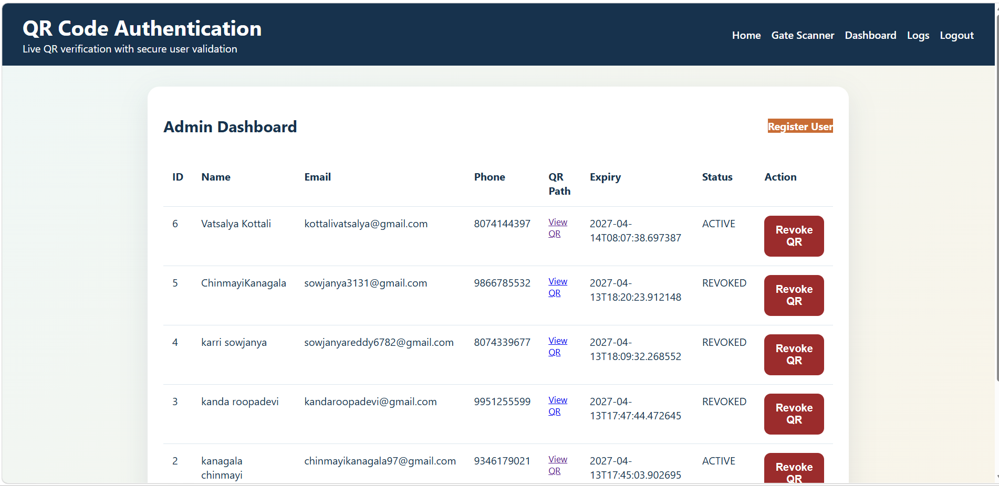 QR Code Authentication
Live QR verification with secure user validation
Home Gate Scanner Dashboard Logs Logout
Admin Dashboard
Register User
ID Name Email Phone QR Path Expiry Status Action
6 Vatsalya Kottali kottalivatsalya@gmail.com 8074144397 View QR 2027-04-14T08:07:38.697387 ACTIVE Revoke QR
5 ChinmayiKanagala sowjanya3131@gmail.com 9866785532 View QR 2027-04-13T18:20:23.912148 REVOKED Revoke QR
4 karri sowjanya sowjanyareddy6782@gmail.com 8074339677 View QR 2027-04-13T18:09:32.268552 REVOKED Revoke QR
3 kanda roopadevi kandaroopadevi@gmail.com 9951255599 View QR 2027-04-13T17:47:44.472645 REVOKED Revoke QR
2 kanagala chinmayi chinmayikanagala97@gmail.com 9346179021 View QR 2027-04-13T17:45:03.902695 ACTIVE Revoke QR